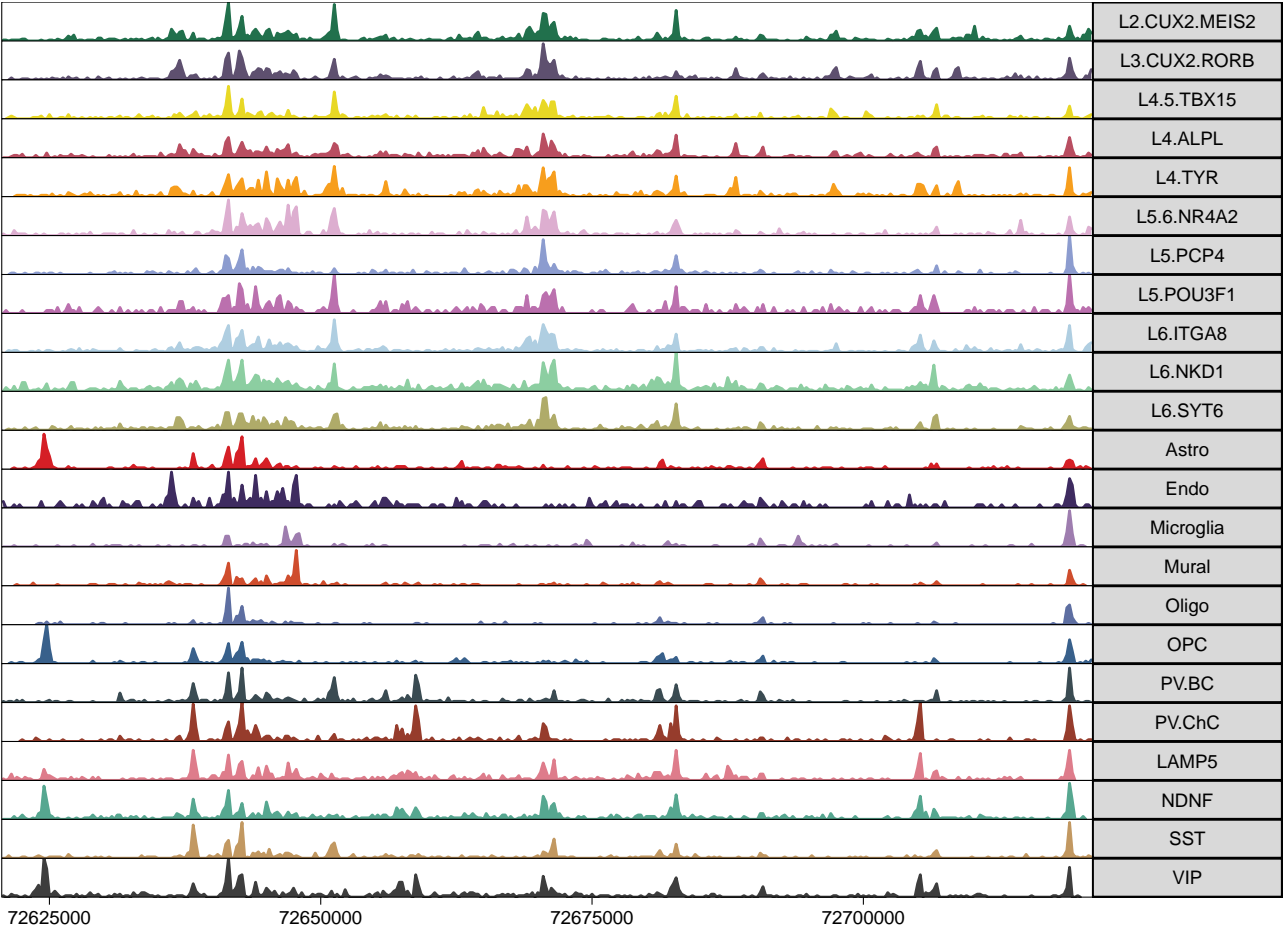 L2.CUX2.MEIS2
L3.CUX2.RORB
L4.5.TBX15
L4.ALPL
L4.TYR
L5.6.NR4A2
L5.PCP4
L5.POU3F1
L6.ITGA8
L6.NKD1
L6.SYT6
Astro
Endo
Microglia
Mural
Oligo
OPC
PV.BC
PV.ChC
LAMP5
NDNF
SST
VIP
72625000 72650000 72675000 72700000